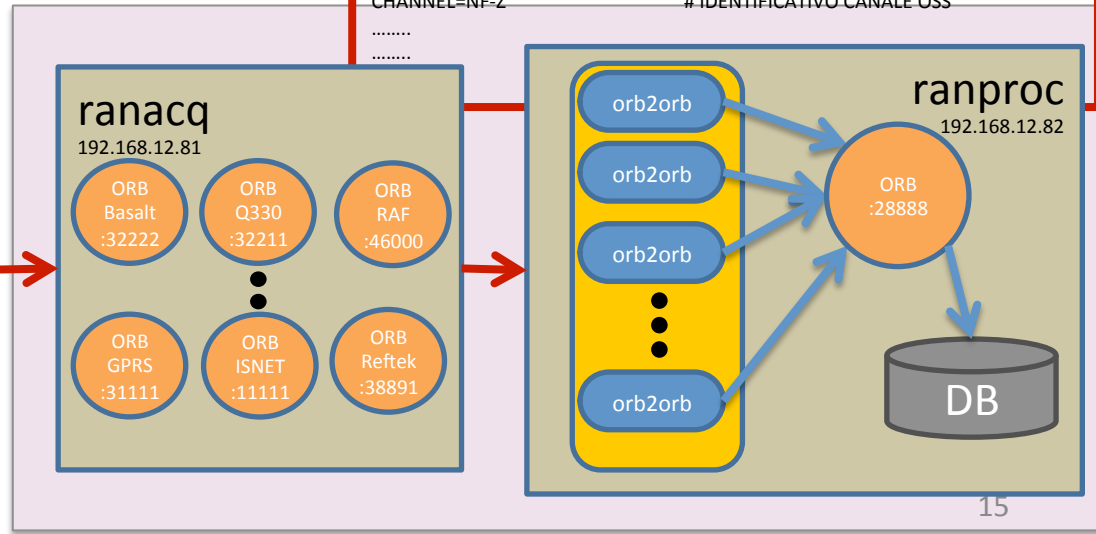 CHANNEL=NF-Z # IDENTIFICATIVO CANALE OSS
……..
……..
ranacq
192.168.12.81
ORB
Basalt
:32222
ORB
Q330
:32211
ORB
RAF
:46000
ORB
GPRS
:31111
ORB
ISNET
:11111
ORB
Reftek
:38891
orb2orb
orb2orb
orb2orb
orb2orb
ranproc
192.168.12.82
ORB
:28888
DB
15